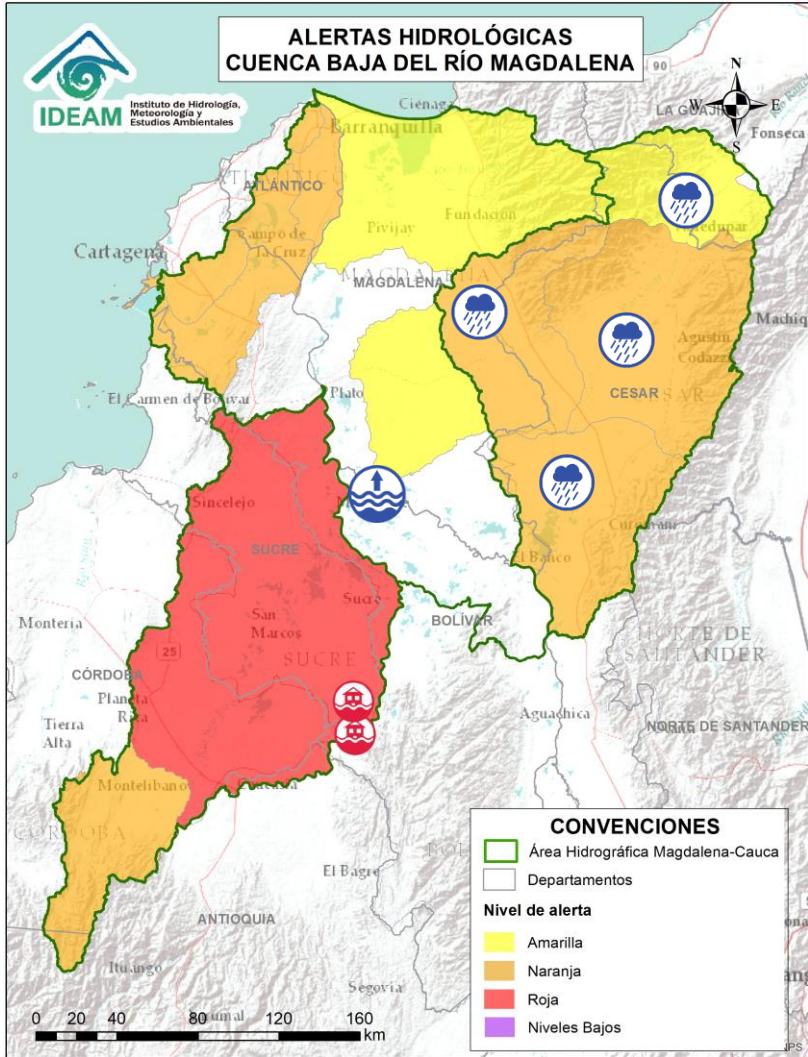 ALERTAS HIDROLÓGICAS
CUENCA BAJA DEL RÍO MAGDALENA
IDEAM
Instituto de Hidrología,
Meteorología y
Estudios Ambientales
N
W
E
S
90
LA GUAJI
Fonseca
Ciénaga
Barranquilla
ATLÁNTICO
Pivijay
Fundación
Campo de
la Cruz
Cartagena
MAGDALENA
Machiq
Agustín
Codazzi
CESAR
El Carmen de Bolívar
Plato
Sincelejo
SUCRE
Curumaní
El Banco
Sucre
BOLÍVAR
San
Marcos
SUCRE
Montería
25
CÓRDOBA
Planeta
Rica
Tierra
Alta
NORTE DE
SANTANDER
Aguachica
NORTE DE SANTANDER
Montelíbano
El Bagre
ANTIOQUIA
Ituango
Segovia
0 20 40 80 120 160
km
CONVENCIONES
Área Hidrográfica Magdalena-Cauca
Departamentos
Nivel de alerta
Amarilla
Naranja
Roja
Niveles Bajos